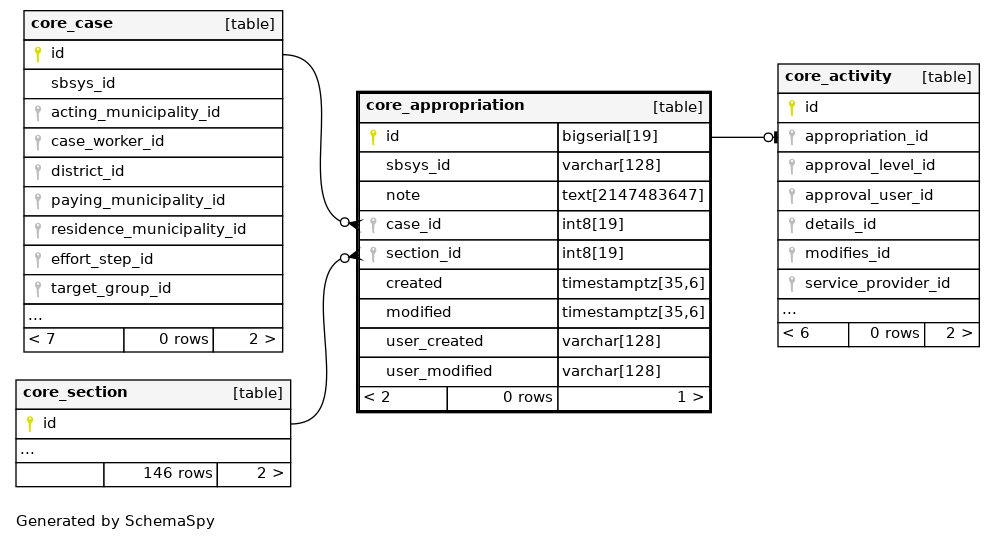 core_case [table]
id
sbsys_id
acting_municipality_id
case_worker_id
district_id
paying_municipality_id
residence_municipality_id
effort_step_id
target_group_id
...
< 7 0 rows 2 >
core_section [table]
id
...
146 rows 2 >
core_appropriation [table]
id bigserial[19]
sbsys_id varchar[128]
note text[2147483647]
case_id int8[19]
section_id int8[19]
created timestamptz[35,6]
modified timestamptz[35,6]
user_created varchar[128]
user_modified varchar[128]
< 2 0 rows 1 >
core_activity [table]
id
appropriation_id
approval_level_id
approval_user_id
details_id
modifies_id
service_provider_id
...
< 6 0 rows 2 >
Generated by SchemaSpy